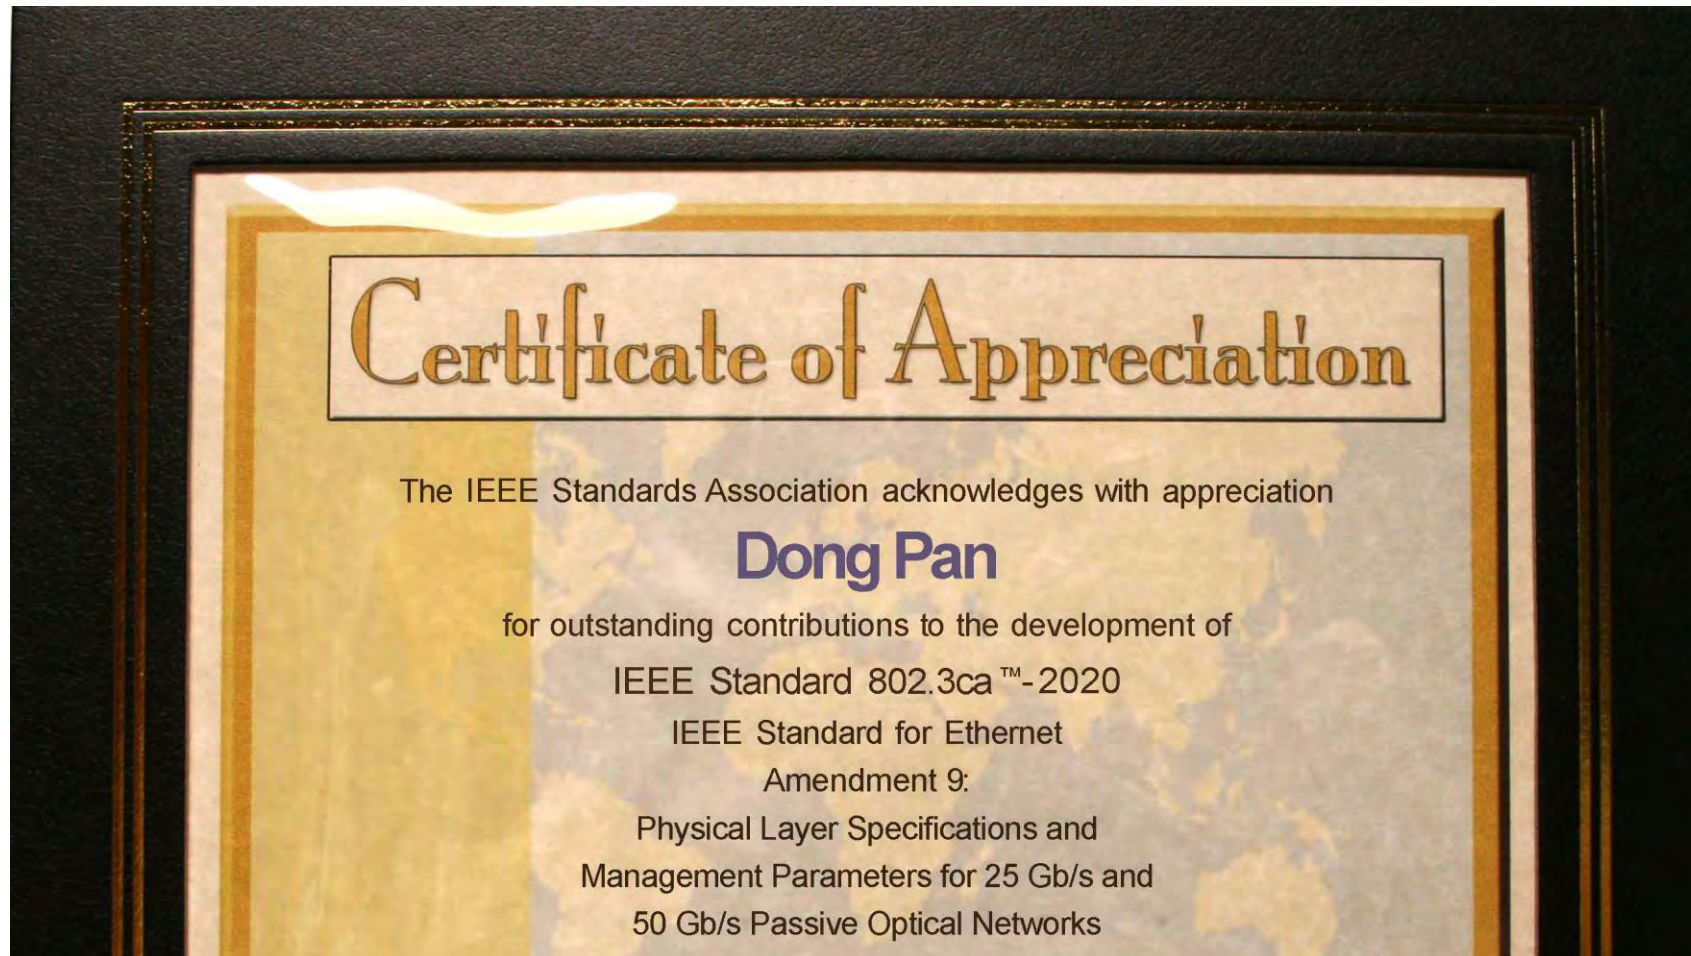 Certificate of Appreciation
The IEEE Standards Association acknowledges with appreciation
Dong Pan
for outstanding contributions to the development of
IEEE Standard 802.3ca™-2020
IEEE Standard for Ethernet
Amendment 9:
Physical Layer Specifications and
Management Parameters for 25 Gb/s and
50 Gb/s Passive Optical Networks